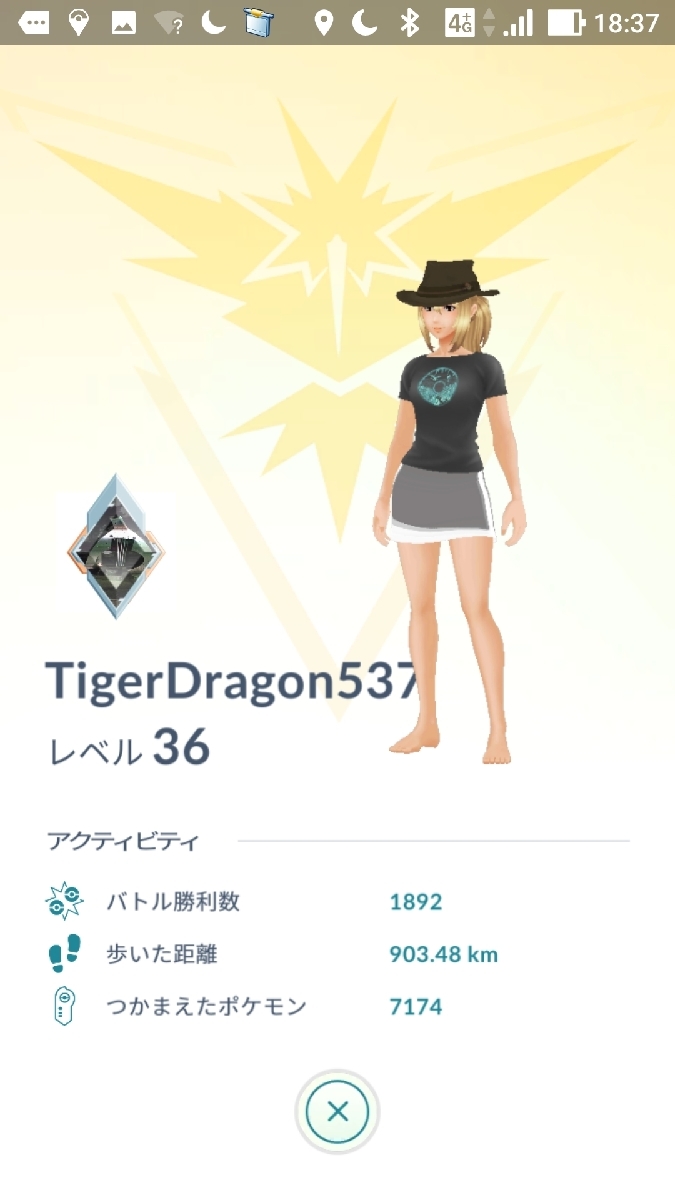 4+G 18:37
TigerDragon537
レベル 36
アクティビティ
バトル勝利数 1892
歩いた距離 903.48 km
つかまえたポケモン 7174